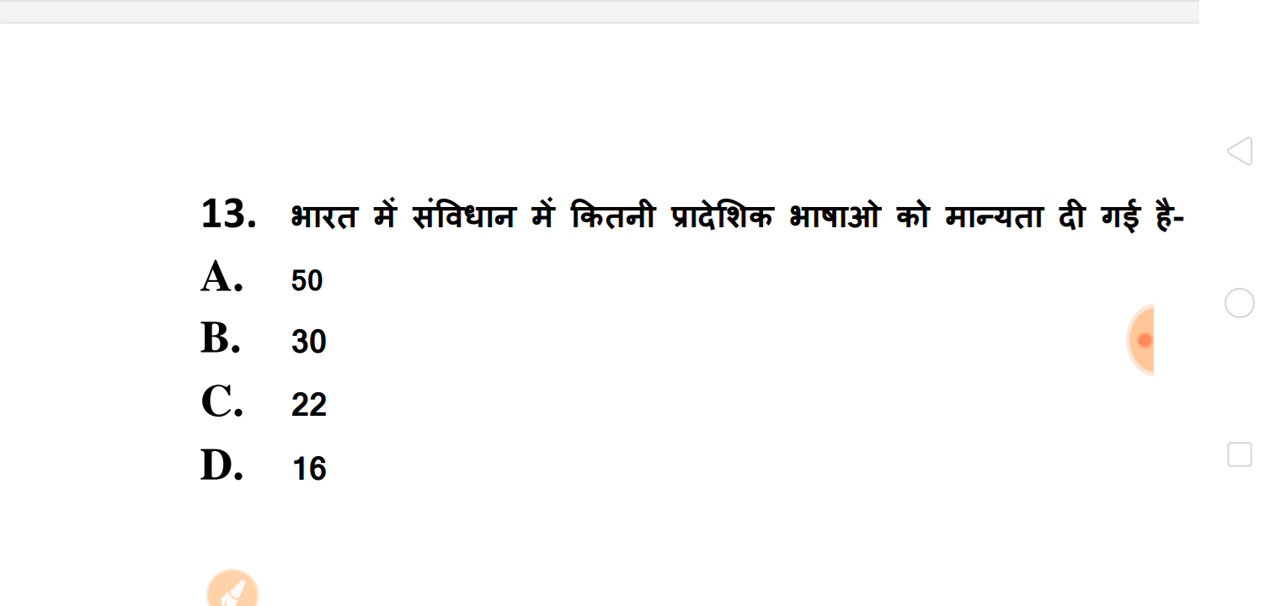 13. भारत में संविधान में कितनी प्रादेशिक भाषाओ को मान्यता दी गई है-
A. 50
B. 30
C. 22
D. 16